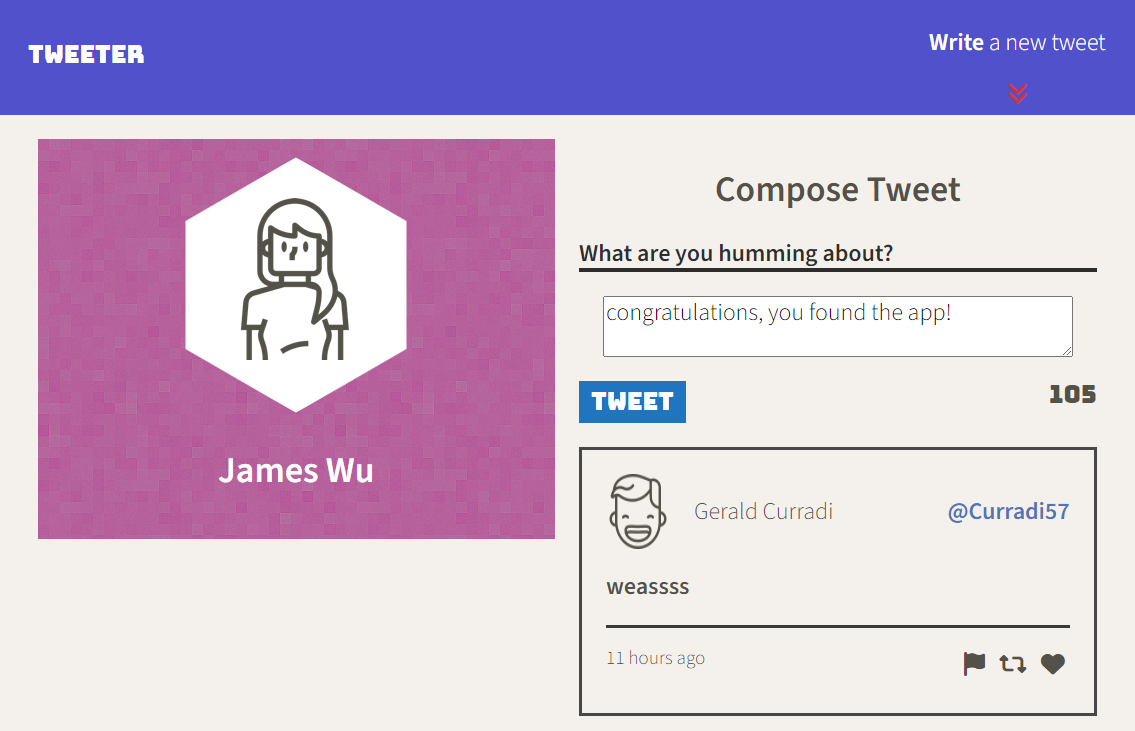 TWEETER
Write a new tweet
James Wu
Compose Tweet
What are you humming about?
congratulations, you found the app!
TWEET
105
Gerald Curradi
@Curradi57
weassss
11 hours ago